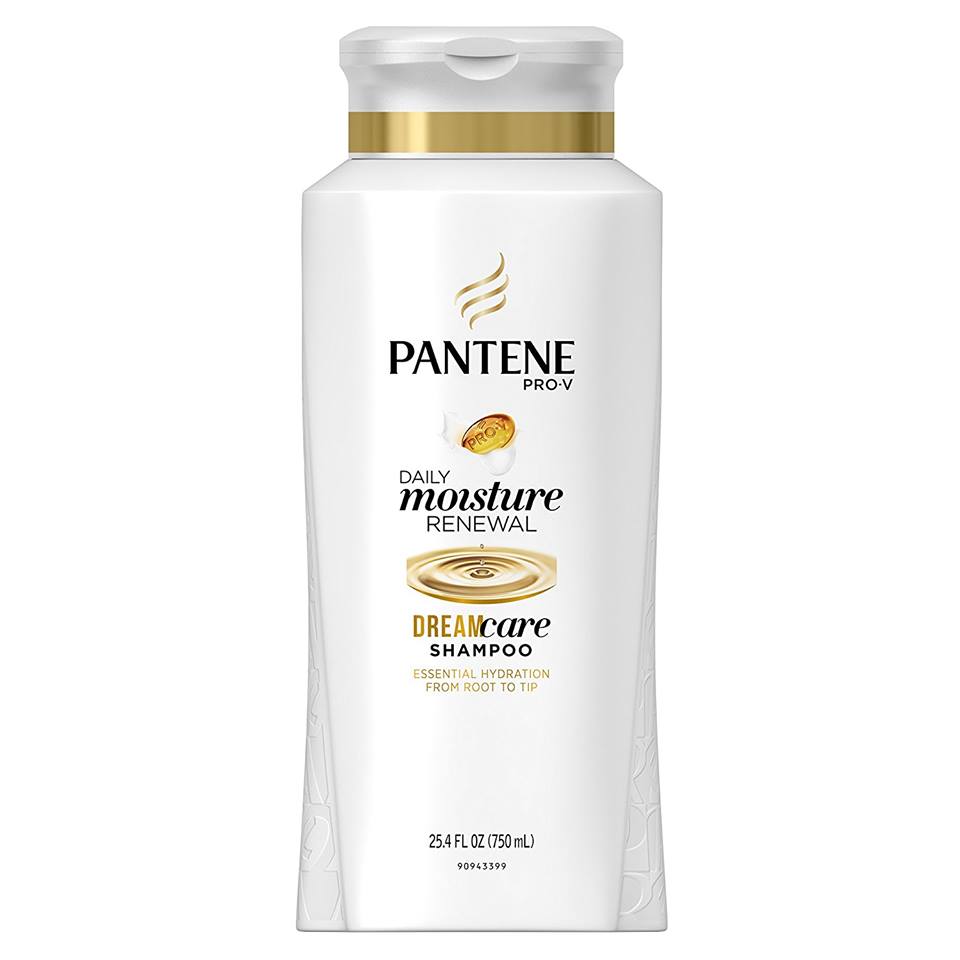 PANTENE
PRO-V
PRO-V
DAILY
moisture
RENEWAL
DREAMcare
SHAMPOO
ESSENTIAL HYDRATION
FROM ROOT TO TIP
25.4 FL OZ (750 mL)
90943399